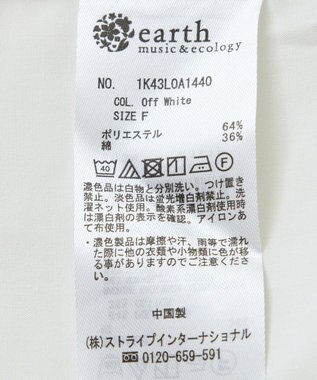 earth
music&ecology
NO. 1K43L0A1440
COL. Off White
SIZE F
ポリエステル 64%
綿 36%
40
F
濃色品は白物と分別洗い。つけ置き
禁止。淡色品は蛍光増白剤禁止。洗
濯ネット使用。酸素系漂白剤使用時
は漂白剤の表示を確認。アイロンあ
て布使用。
・濃色製品は摩擦や汗、雨等で濡れ
た際に他の衣類や小物類に色が移
る事がありますのでご注意くださ
い。
中国製
(株)ストライプインターナショナル
0120-659-591